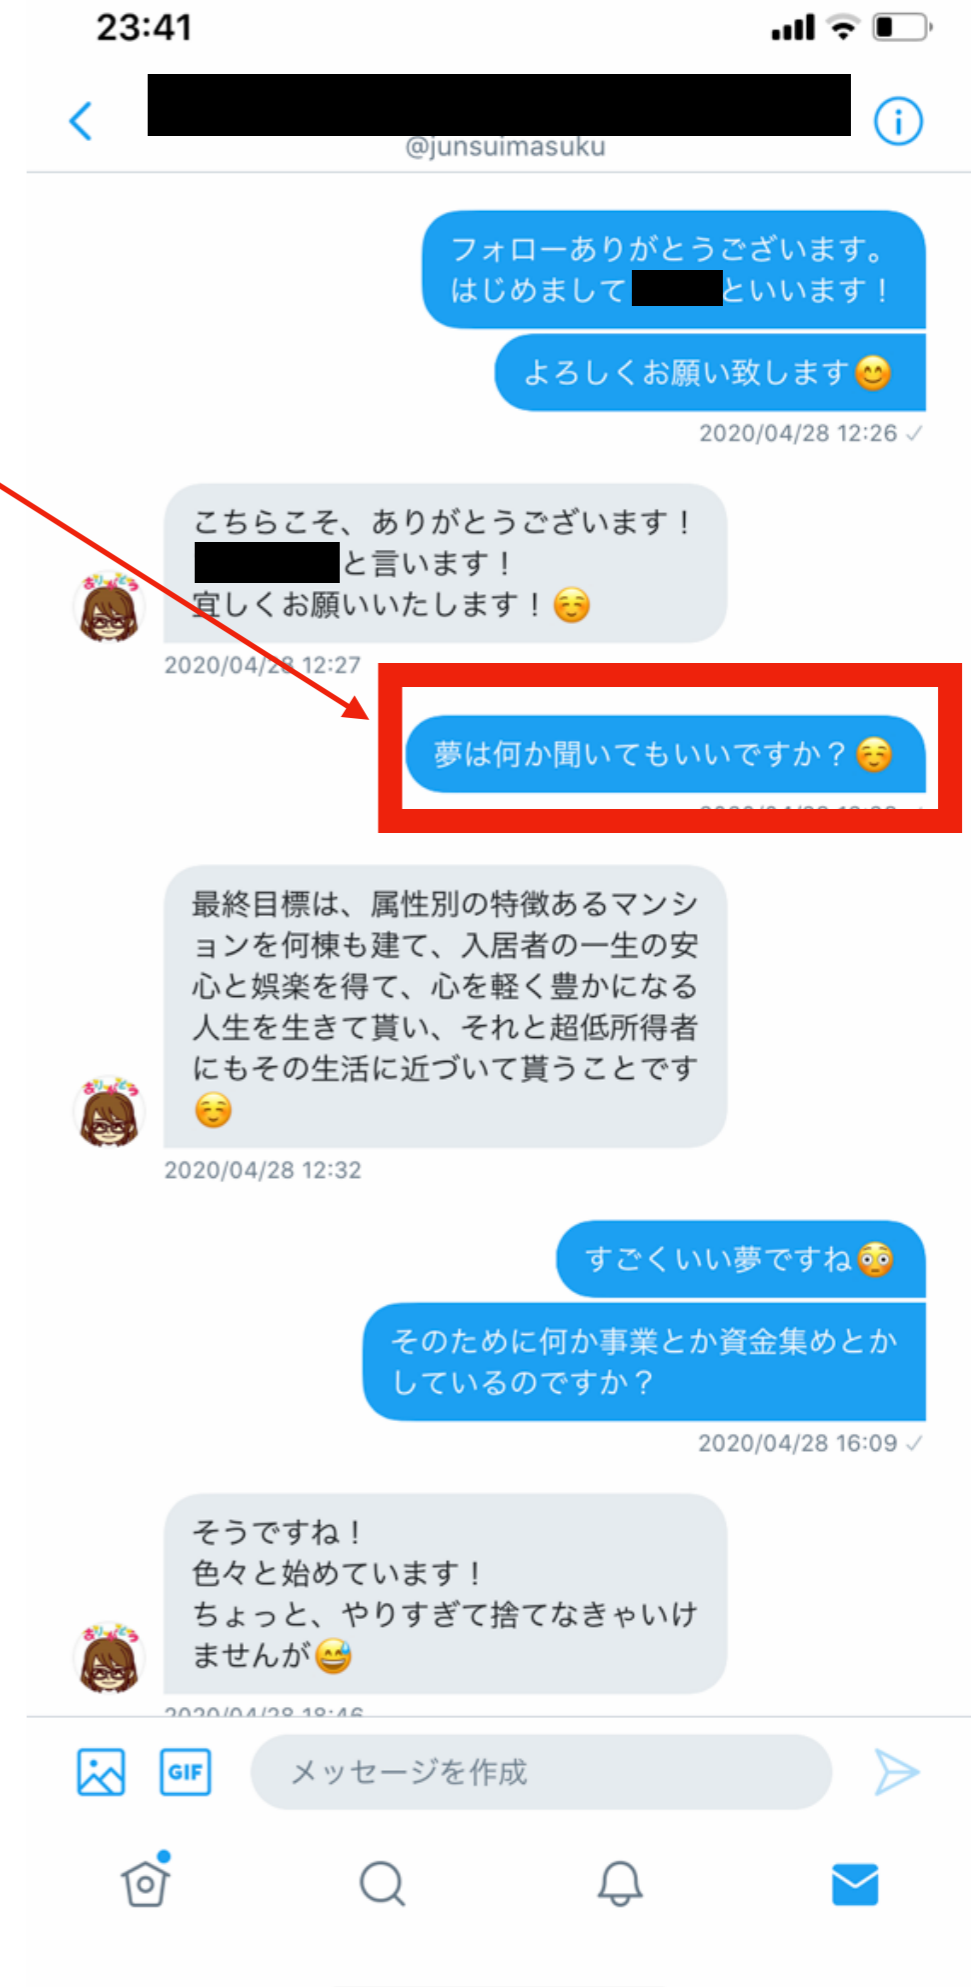 23:41
@junsuimasuku
フォローありがとうございます。
はじめまして といいます！
よろしくお願い致します😊
2020/04/28 12:26 ✓
こちらこそ、ありがとうございます！
と言います！
宜しくお願いいたします！☺️
2020/04/28 12:27
夢は何か聞いてもいいですか？☺️
最終目標は、属性別の特徴あるマンシ
ョンを何棟も建て、入居者の一生の安
心と娯楽を得て、心を軽く豊かになる
人生を生きて貰い、それと超低所得者
にもその生活に近づいて貰うことです
☺️
2020/04/28 12:32
すごくいい夢ですね😳
そのために何か事業とか資金集めとか
しているのですか？
2020/04/28 16:09 ✓
そうですね！
色々と始めています！
ちょっと、やりすぎて捨てなきゃいけ
ませんが😅
2020/04/28 18:46
GIF
メッセージを作成